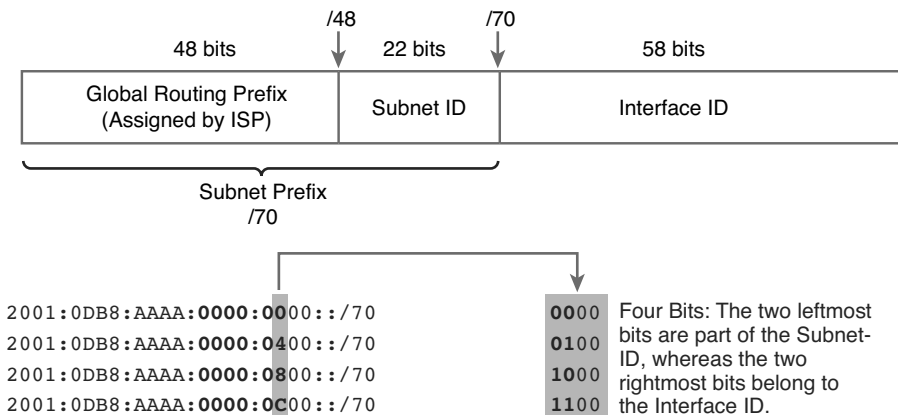 /48 /70
48 bits 22 bits 58 bits
Global Routing Prefix
(Assigned by ISP)
Subnet ID
Interface ID
Subnet Prefix
/70
2001:0DB8:AAAA:0000:0000::/70 0000
2001:0DB8:AAAA:0000:0400::/70 0100
2001:0DB8:AAAA:0000:0800::/70 1000
2001:0DB8:AAAA:0000:0C00::/70 1100
Four Bits: The two leftmost
bits are part of the Subnet-
ID, whereas the two
rightmost bits belong to
the Interface ID.